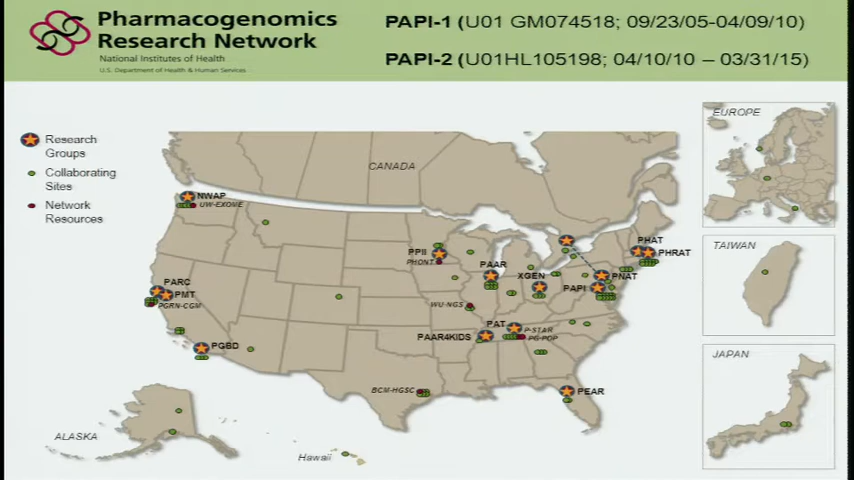 Pharmacogenomics
Research Network
National Institutes of Health
U.S. Department of Health & Human Services
PAPI-1 (U01 GM074518; 09/23/05-04/09/10)
PAPI-2 (U01HL105198; 04/10/10 – 03/31/15)
Research
Groups
Collaborating
Sites
Network
Resources
CANADA
EUROPE
TAIWAN
JAPAN
ALASKA
Hawaii
NWAP
UW-EXOME
PPII
PHONT
PAAR
XGEN
PHAT
PHRAT
PNAT
PAPI
PARC
PMT
PGRN-CGM
WU-NGS
PAT
P-STAR
PG-POP
PAAR4KIDS
PGBD
BCM-HGSC
PEAR